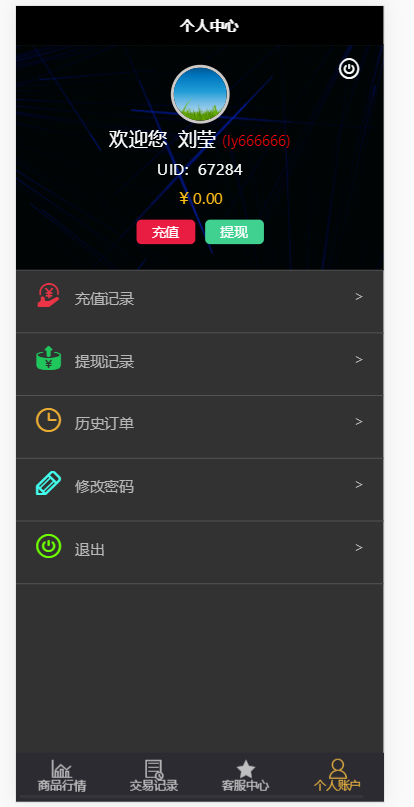 个人中心
欢迎您 刘莹 (ly666666)
UID: 67284
¥ 0.00
充值 提现
充值记录 >
提现记录 >
历史订单 >
修改密码 >
退出 >
商品行情 交易记录 客服中心 个人账户